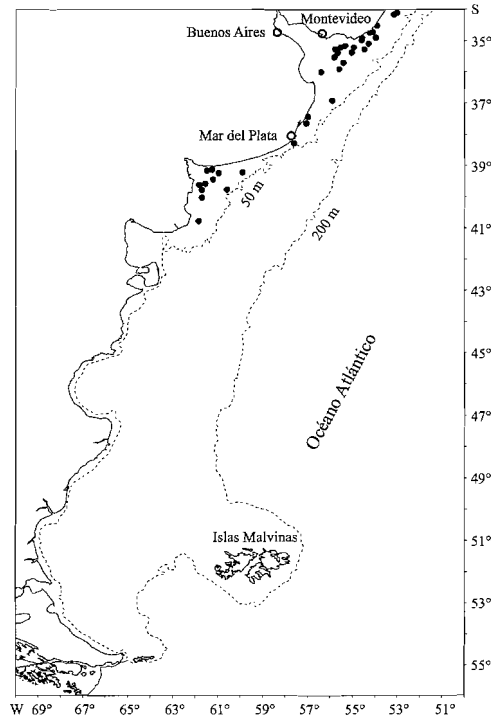 S
Montevideo
Buenos Aires
35°
37°
Mar del Plata
39°
50 m
200 m
41°
43°
45°
Océano Atlántico
47°
49°
Islas Malvinas
51°
53°
55°
W 69° 67° 65° 63° 61° 59° 57° 55° 53°